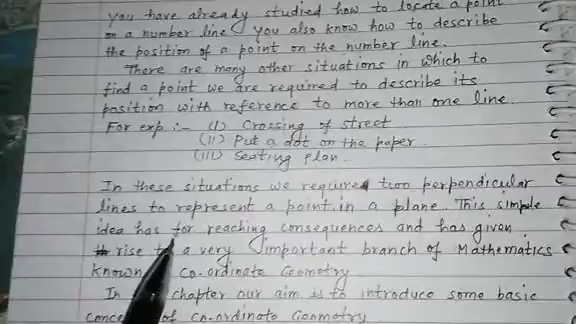 you have already studied how to locate a point
on a number line you also know how to describe
the position of a point on the number line.
There are many other situations in which to
find a point we are required to describe its
position with reference to more than one line.
For exp :- (i) Crossing of street
(ii) Put a dot on the paper.
(iii) Seating plan.
In these situations we require two perpendicular
lines to represent a point in a plane. This simple
idea has for reaching consequences and has given
rise a very important branch of Mathematics
known co-ordinate Geometry
In chapter our aim is to introduce some basic
of co-ordinate Geometry